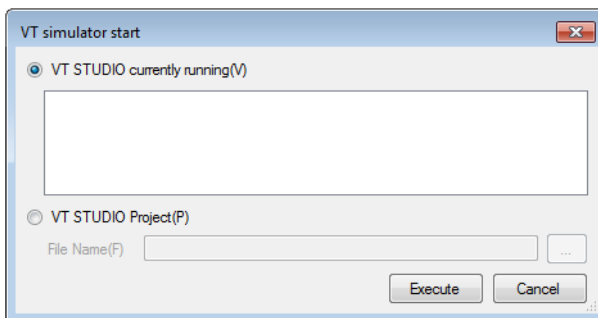 VT simulator start
VT STUDIO currently running(V)
VT STUDIO Project(P)
File Name(F)
...
Execute Cancel